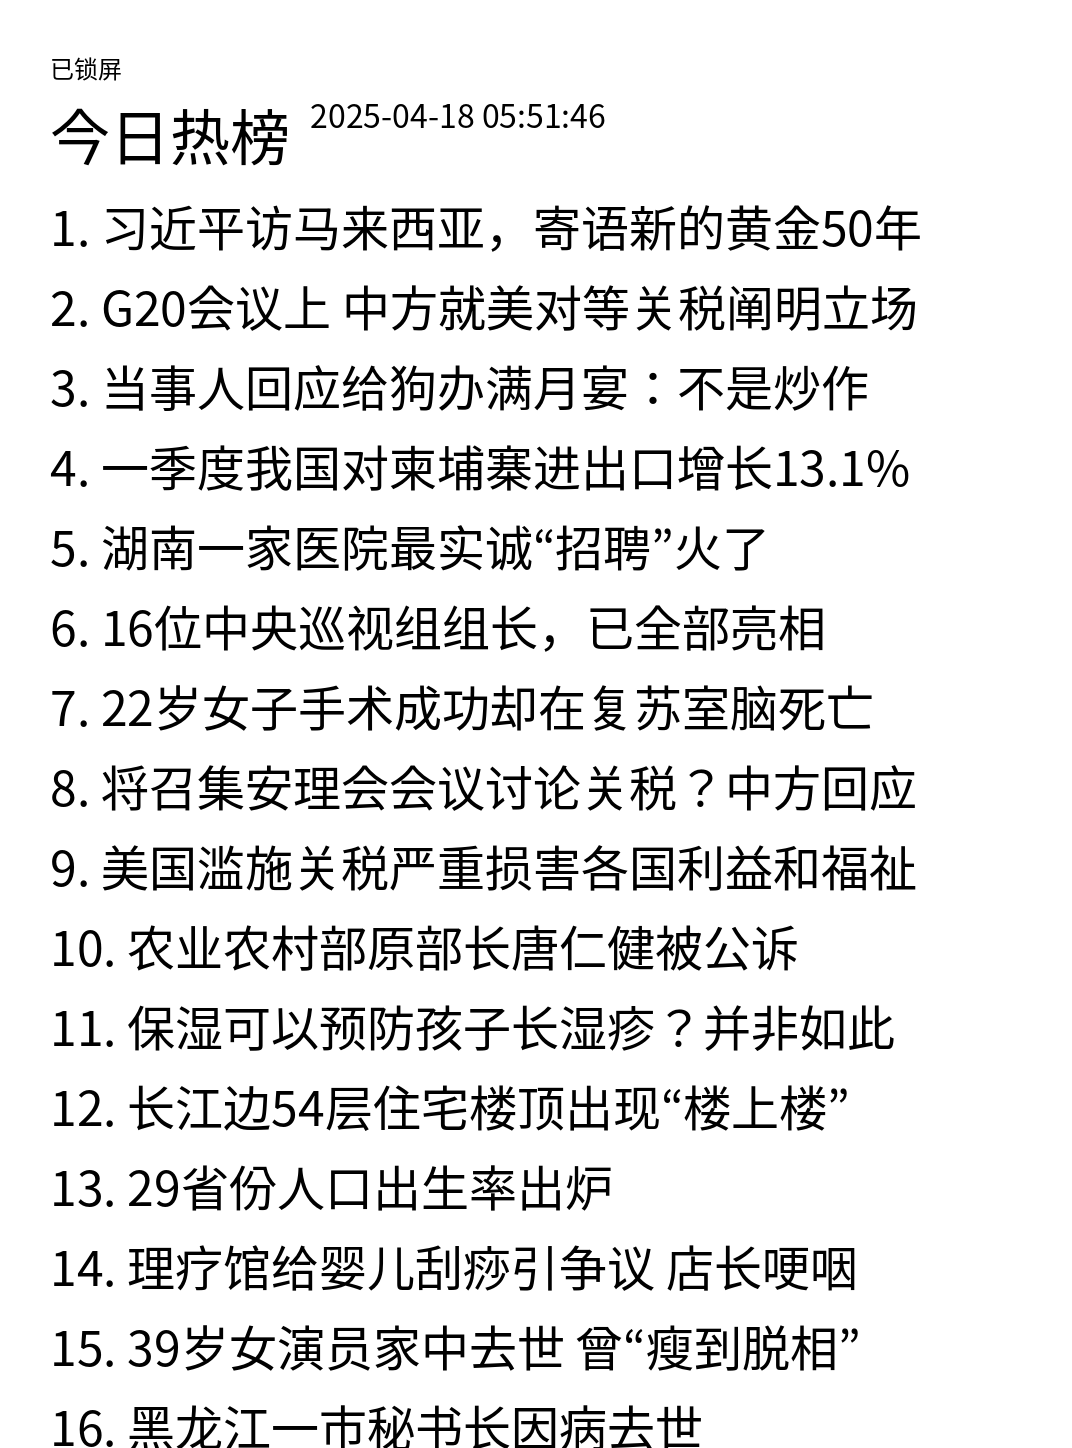 已锁屏
今日热榜 2025-04-18 05:51:46
1. 习近平访马来西亚，寄语新的黄金50年
2. G20会议上 中方就美对等关税阐明立场
3. 当事人回应给狗办满月宴：不是炒作
4. 一季度我国对柬埔寨进出口增长13.1%
5. 湖南一家医院最实诚“招聘”火了
6. 16位中央巡视组组长，已全部亮相
7. 22岁女子手术成功却在复苏室脑死亡
8. 将召集安理会会议讨论关税？中方回应
9. 美国滥施关税严重损害各国利益和福祉
10. 农业农村部原部长唐仁健被公诉
11. 保湿可以预防孩子长湿疹？并非如此
12. 长江边54层住宅楼顶出现“楼上楼”
13. 29省份人口出生率出炉
14. 理疗馆给婴儿刮痧引争议 店长哽咽
15. 39岁女演员家中去世 曾“瘦到脱相”
16. 黑龙江一市秘书长因病去世